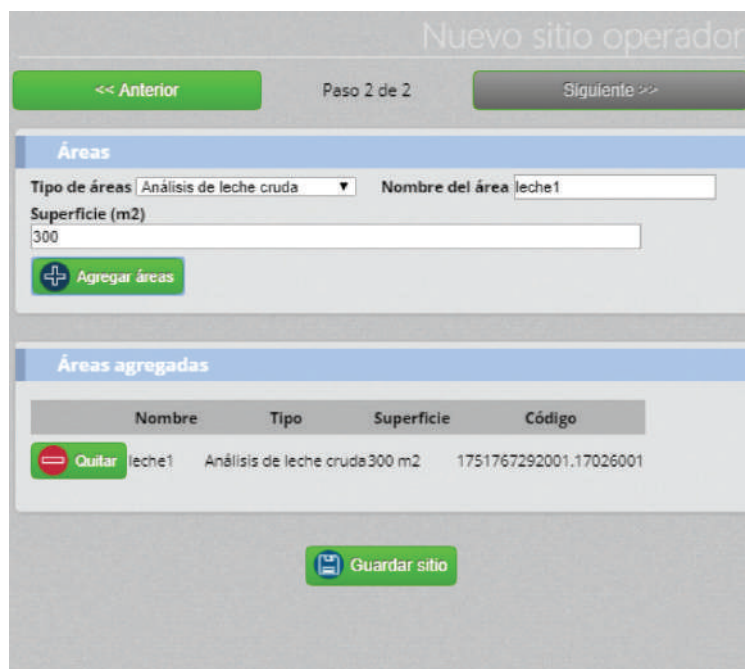 Nuevo sitio operador
<< Anterior Paso 2 de 2 Siguiente >>
Áreas
Tipo de áreas Análisis de leche cruda Nombre del área leche1
Superficie (m2)
300
Agregar áreas
Áreas agregadas
Nombre Tipo Superficie Código
Quitar leche1 Análisis de leche cruda 300 m2 1751767292001.17026001
Guardar sitio